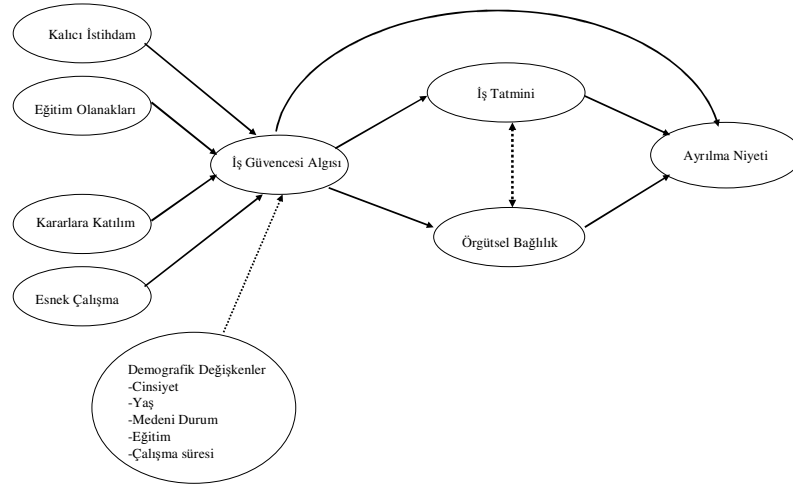 Kalıcı İstihdam
Eğitim Olanakları
Kararlara Katılım
Esnek Çalışma
İş Güvencesi Algısı
İş Tatmini
Örgütsel Bağlılık
Ayrılma Niyeti
Demografik Değişkenler
-Cinsiyet
-Yaş
-Medeni Durum
-Eğitim
-Çalışma süresi